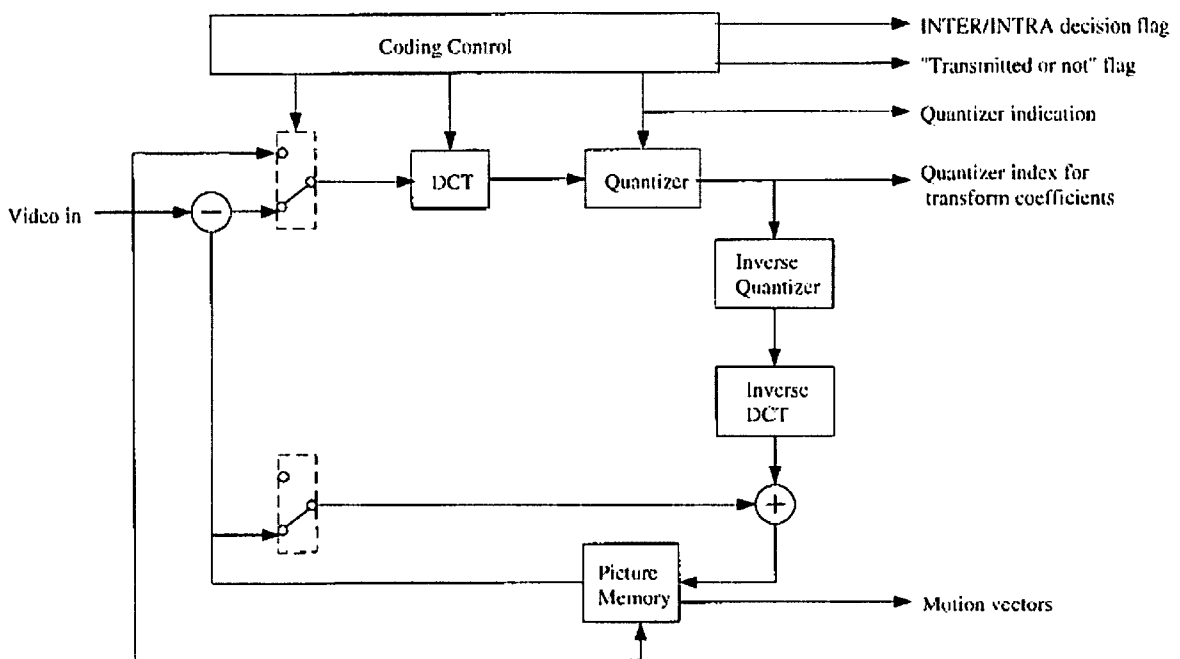 Coding Control
INTER/INTRA decision flag
"Transmitted or not" flag
Quantizer indication
DCT
Quantizer
Quantizer index for
transform coefficients
Video in
−
Inverse
Quantizer
Inverse
DCT
+
Picture
Memory
Motion vectors